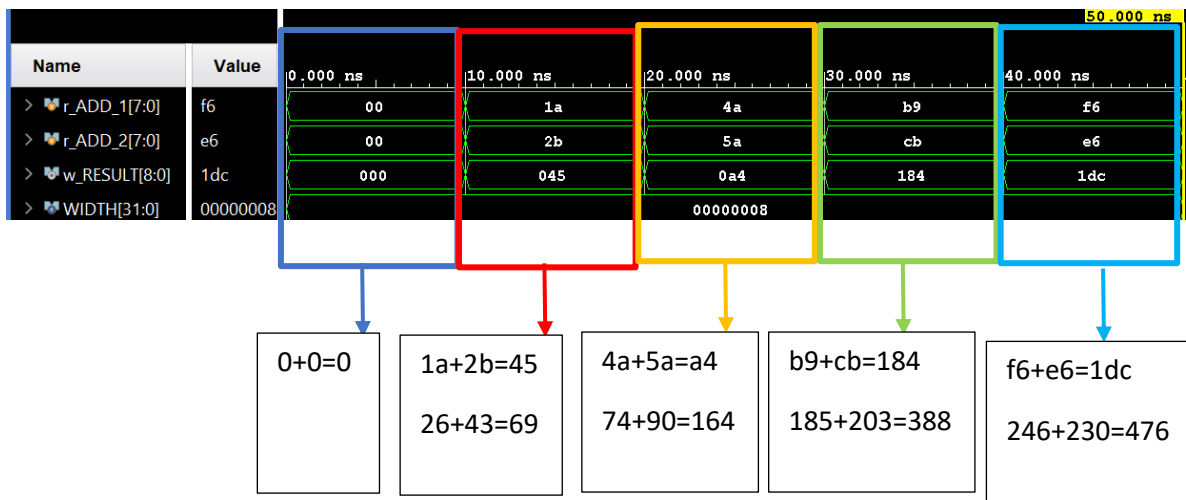 50.000 ns
Name Value 0.000 ns 10.000 ns 20.000 ns 30.000 ns 40.000 ns
r_ADD_1[7:0] f6 00 1a 4a b9 f6
r_ADD_2[7:0] e6 00 2b 5a cb e6
w_RESULT[8:0] 1dc 000 045 0a4 184 1dc
WIDTH[31:0] 00000008 00000008
0+0=0
1a+2b=45
26+43=69
4a+5a=a4
74+90=164
b9+cb=184
185+203=388
f6+e6=1dc
246+230=476